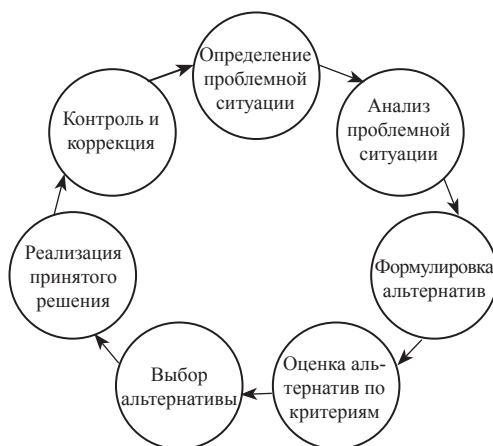 Определение
проблемной
ситуации
Анализ
проблемной
ситуации
Формулировка
альтернатив
Оценка аль-
тернатив по
критериям
Выбор
альтернативы
Реализация
принятого
решения
Контроль и
коррекция